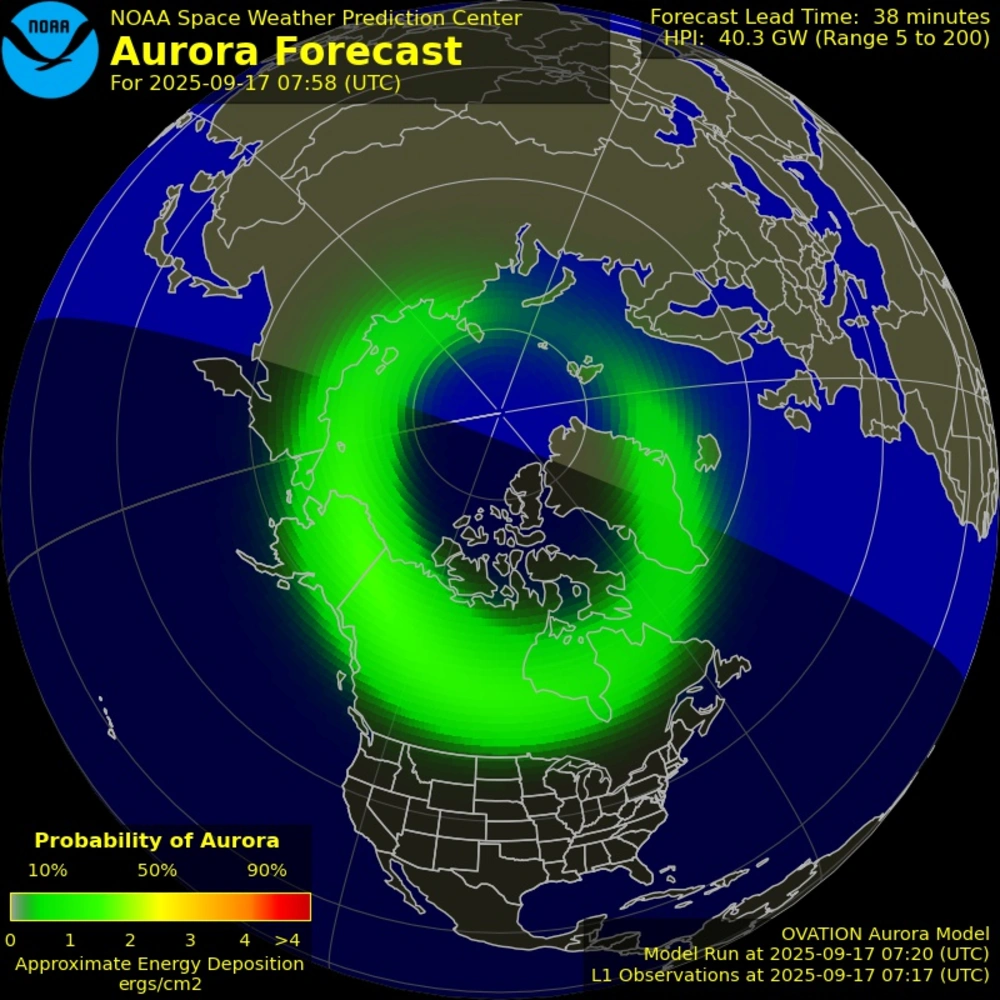 NOAA
NOAA Space Weather Prediction Center
Aurora Forecast
For 2025-09-17 07:58 (UTC)
Forecast Lead Time: 38 minutes
HPI: 40.3 GW (Range 5 to 200)
Probability of Aurora
10% 50% 90%
0 1 2 3 4 >4
Approximate Energy Deposition
ergs/cm2
OVATION Aurora Model
Model Run at 2025-09-17 07:20 (UTC)
L1 Observations at 2025-09-17 07:17 (UTC)